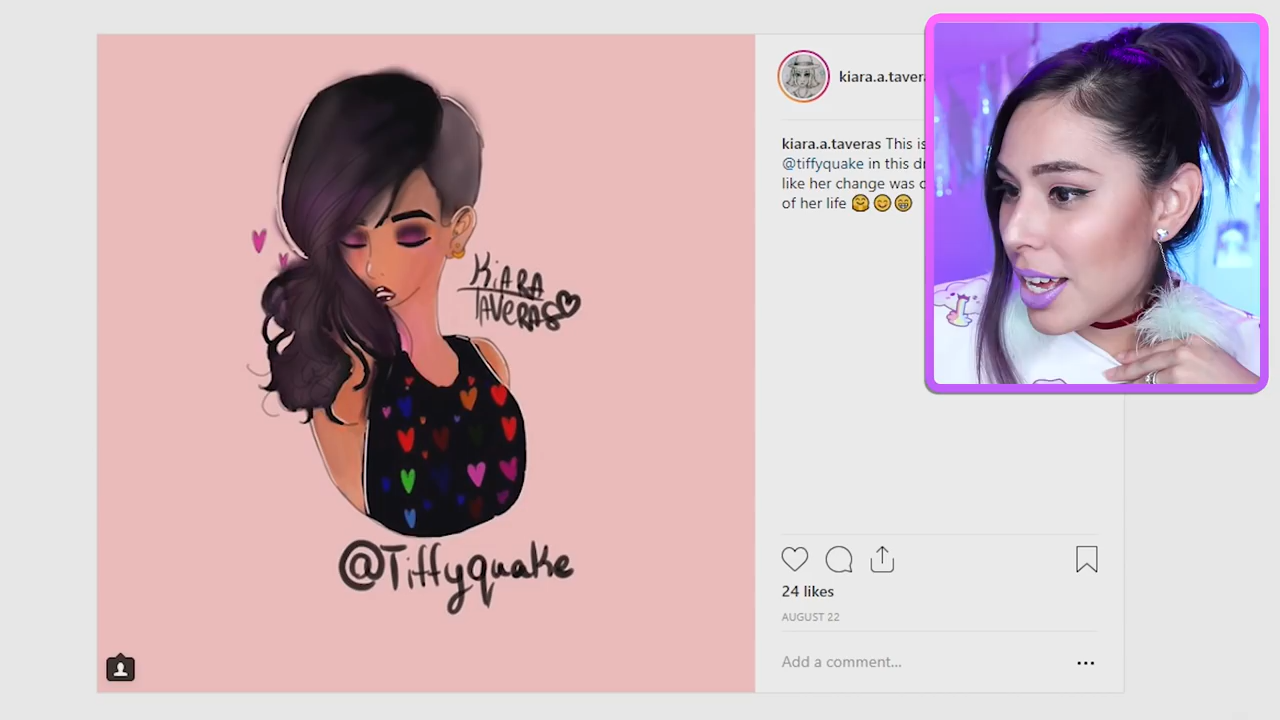 kiara.a.tavera
kiara.a.taveras This is
@tiffyquake in this
like her change was
of her life 🤗😊😁
KiARA
TAVERAS
@Tiffyquake
24 likes
AUGUST 22
Add a comment...